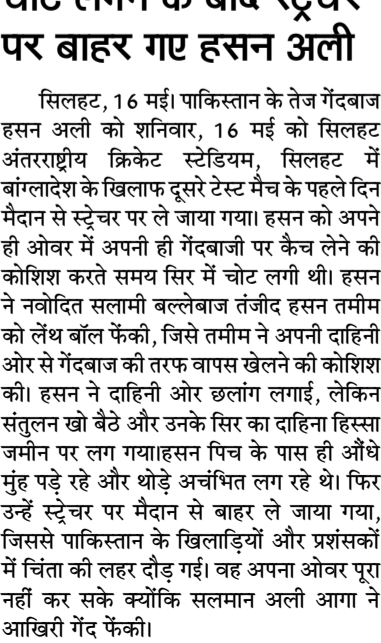 चोट लगने के बाद स्ट्रेचर
पर बाहर गए हसन अली
सिलहट, 16 मई। पाकिस्तान के तेज गेंदबाज
हसन अली को शनिवार, 16 मई को सिलहट
अंतरराष्ट्रीय क्रिकेट स्टेडियम, सिलहट में
बांग्लादेश के खिलाफ दूसरे टेस्ट मैच के पहले दिन
मैदान से स्ट्रेचर पर ले जाया गया। हसन को अपने
ही ओवर में अपनी ही गेंदबाजी पर कैच लेने की
कोशिश करते समय सिर में चोट लगी थी। हसन
ने नवोदित सलामी बल्लेबाज तंजीद हसन तमीम
को लेंथ बॉल फेंकी, जिसे तमीम ने अपनी दाहिनी
ओर से गेंदबाज की तरफ वापस खेलने की कोशिश
की। हसन ने दाहिनी ओर छलांग लगाई, लेकिन
संतुलन खो बैठे और उनके सिर का दाहिना हिस्सा
जमीन पर लग गया।हसन पिच के पास ही औंधे
मुंह पड़े रहे और थोड़े अचंभित लग रहे थे। फिर
उन्हें स्ट्रेचर पर मैदान से बाहर ले जाया गया,
जिससे पाकिस्तान के खिलाड़ियों और प्रशंसकों
में चिंता की लहर दौड़ गई। वह अपना ओवर पूरा
नहीं कर सके क्योंकि सलमान अली आगा ने
आखिरी गेंद फेंकी।